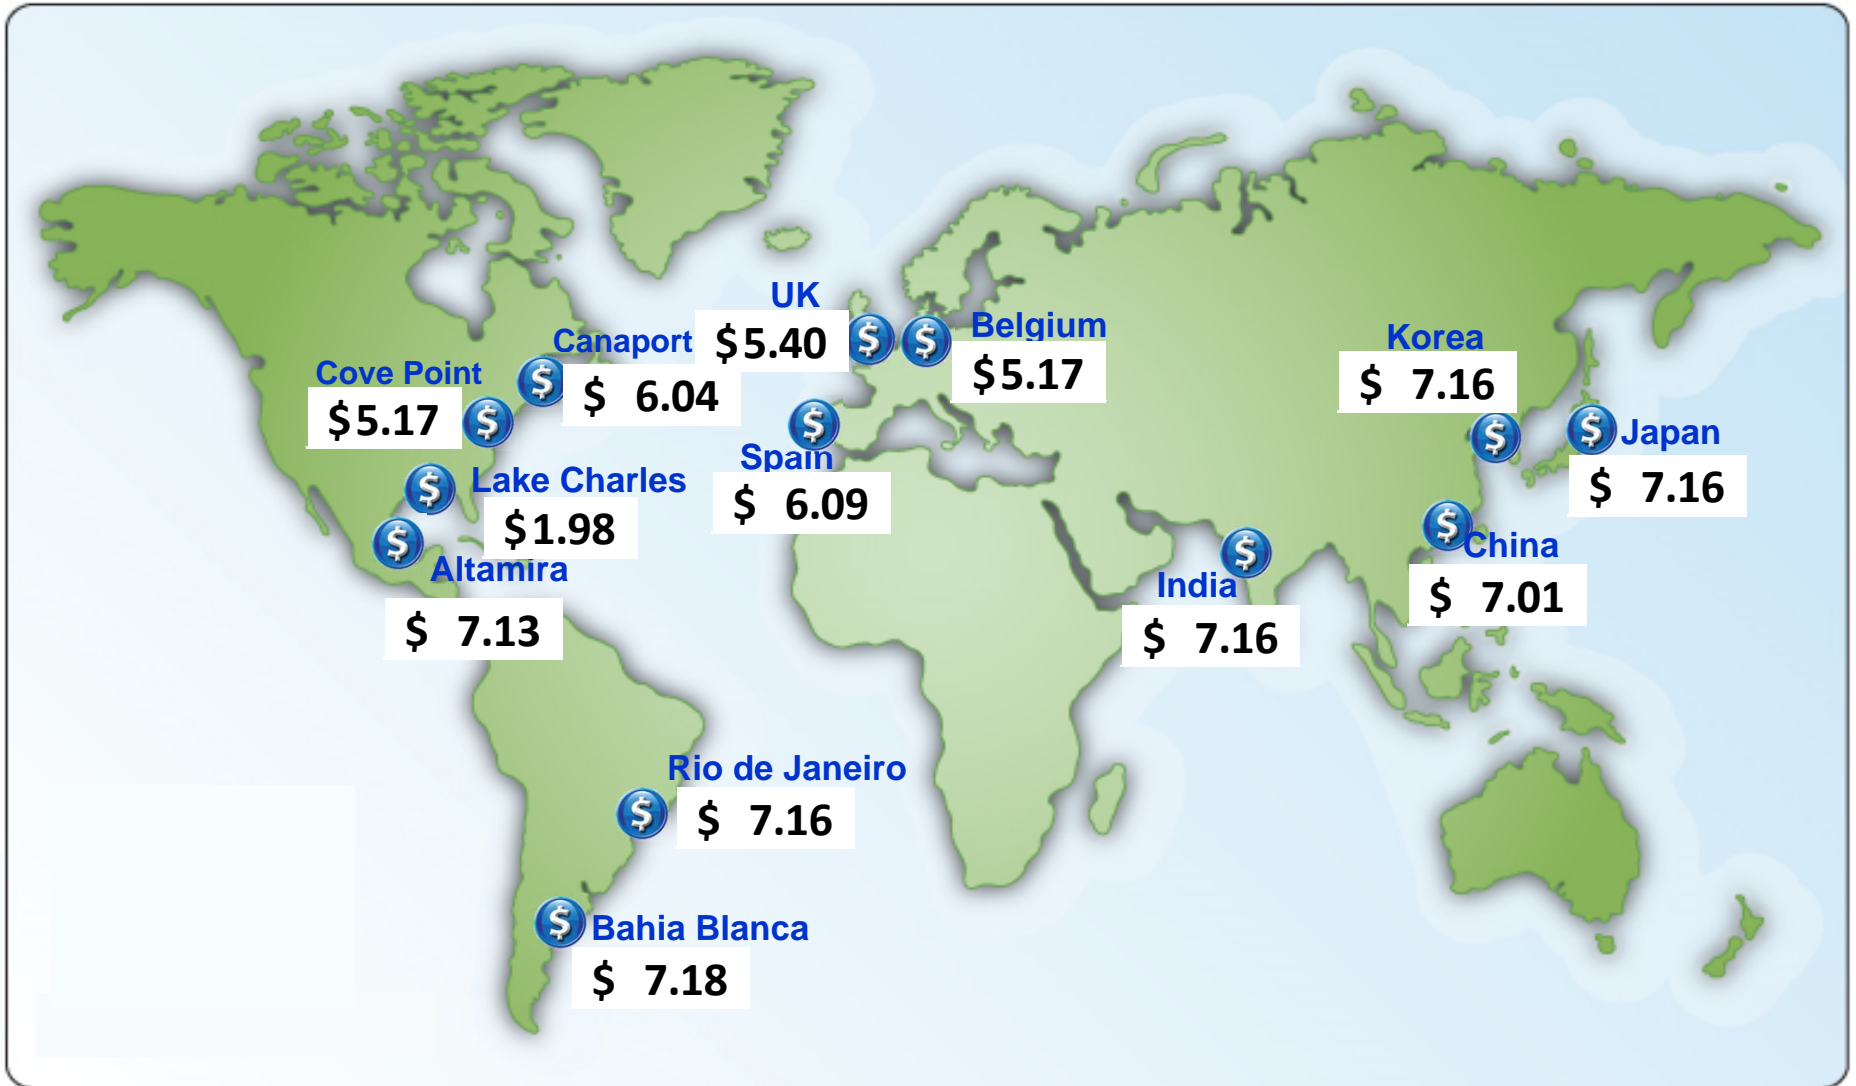 UK
$5.40
Belgium
$5.17
Canaport
$ 6.04
Cove Point
$5.17
Korea
$ 7.16
Japan
$ 7.16
Spain
$ 6.09
Lake Charles
$1.98
China
$ 7.01
Altamira
$ 7.13
India
$ 7.16
Rio de Janeiro
$ 7.16
Bahia Blanca
$ 7.18